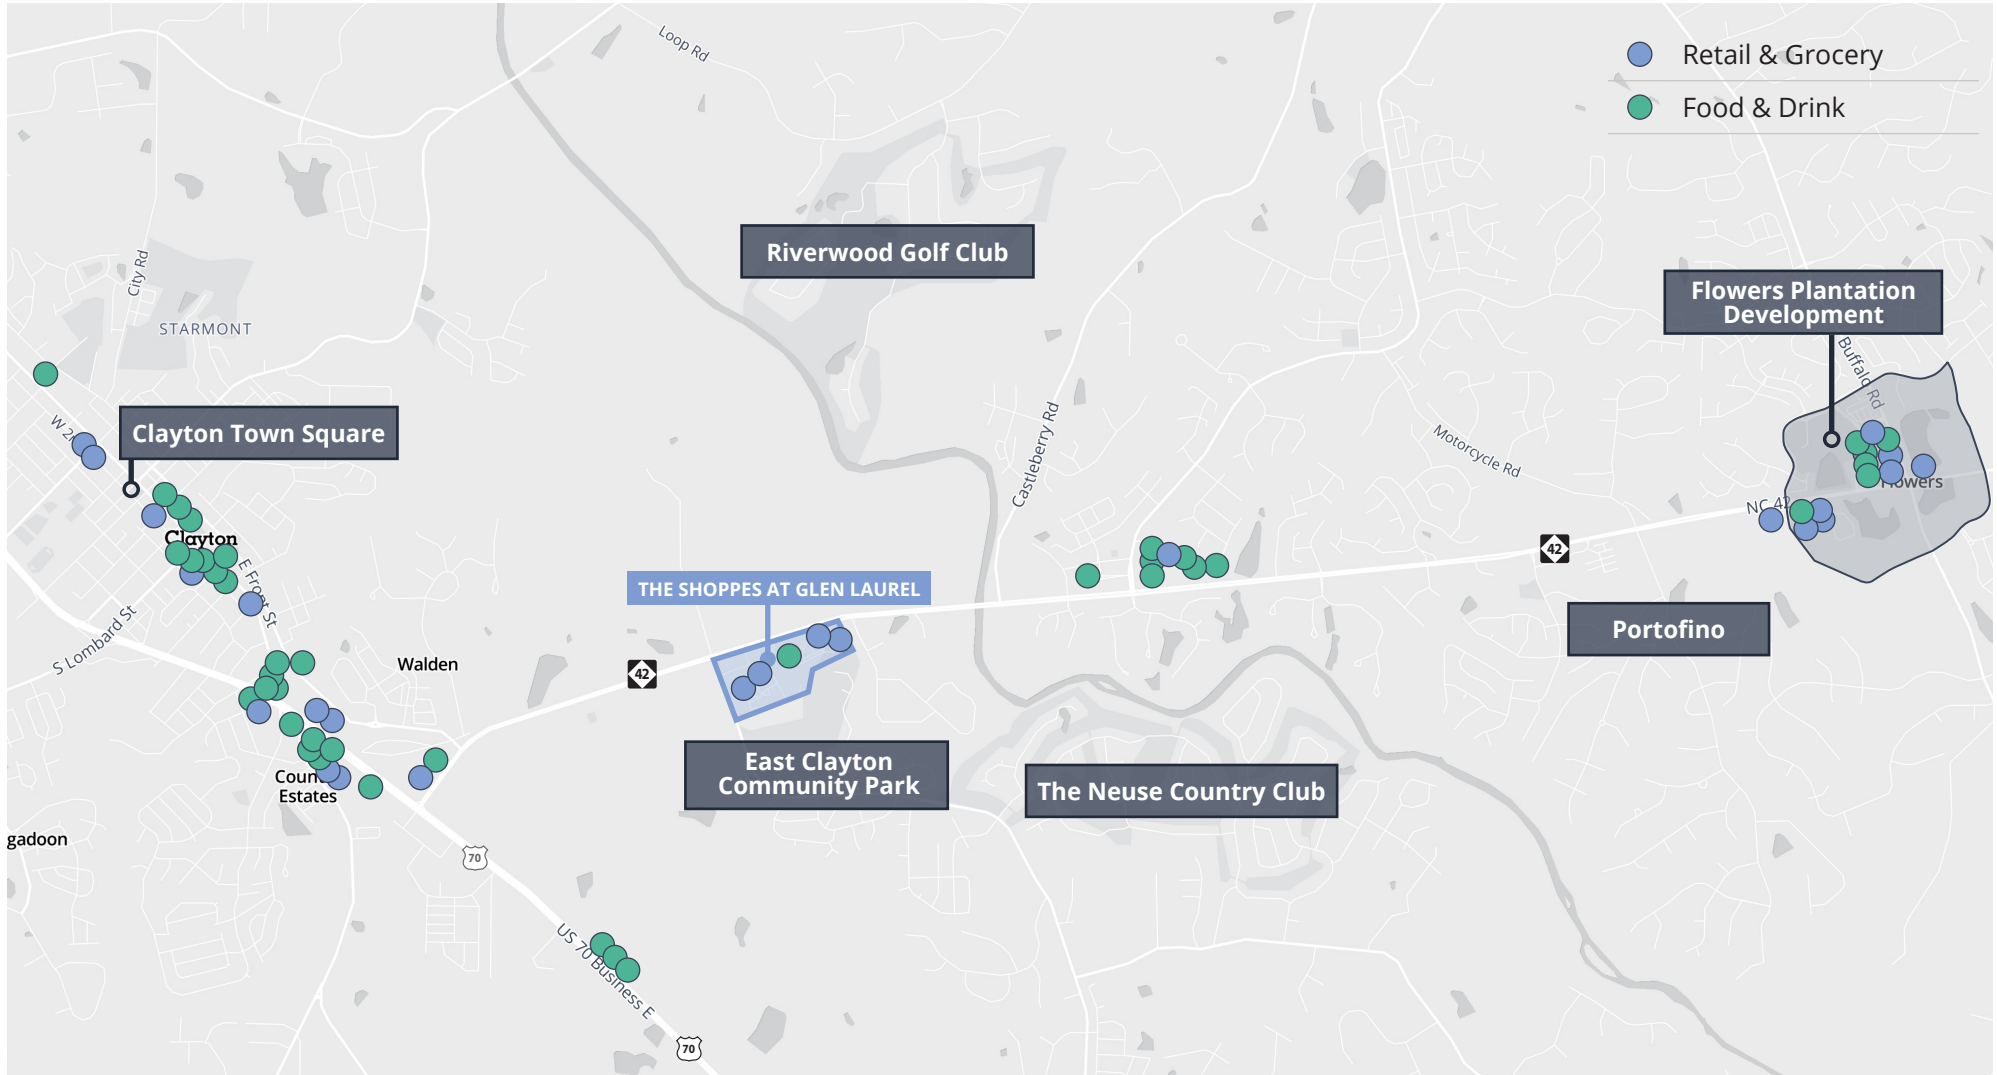 Loop Rd
Retail & Grocery
Food & Drink
City Rd
STARMONT
Riverwood Golf Club
Flowers Plantation
Development
Buffalo Rd
Clayton Town Square
Castleberry Rd
Motorcycle Rd
Flowers
NC 42
Clayton
E Front St
42
THE SHOPPES AT GLEN LAUREL
S Lombard St
Portofino
Walden
42
East Clayton
Community Park
The Neuse Country Club
Estates
gadoon
70
US 70 Business E
70